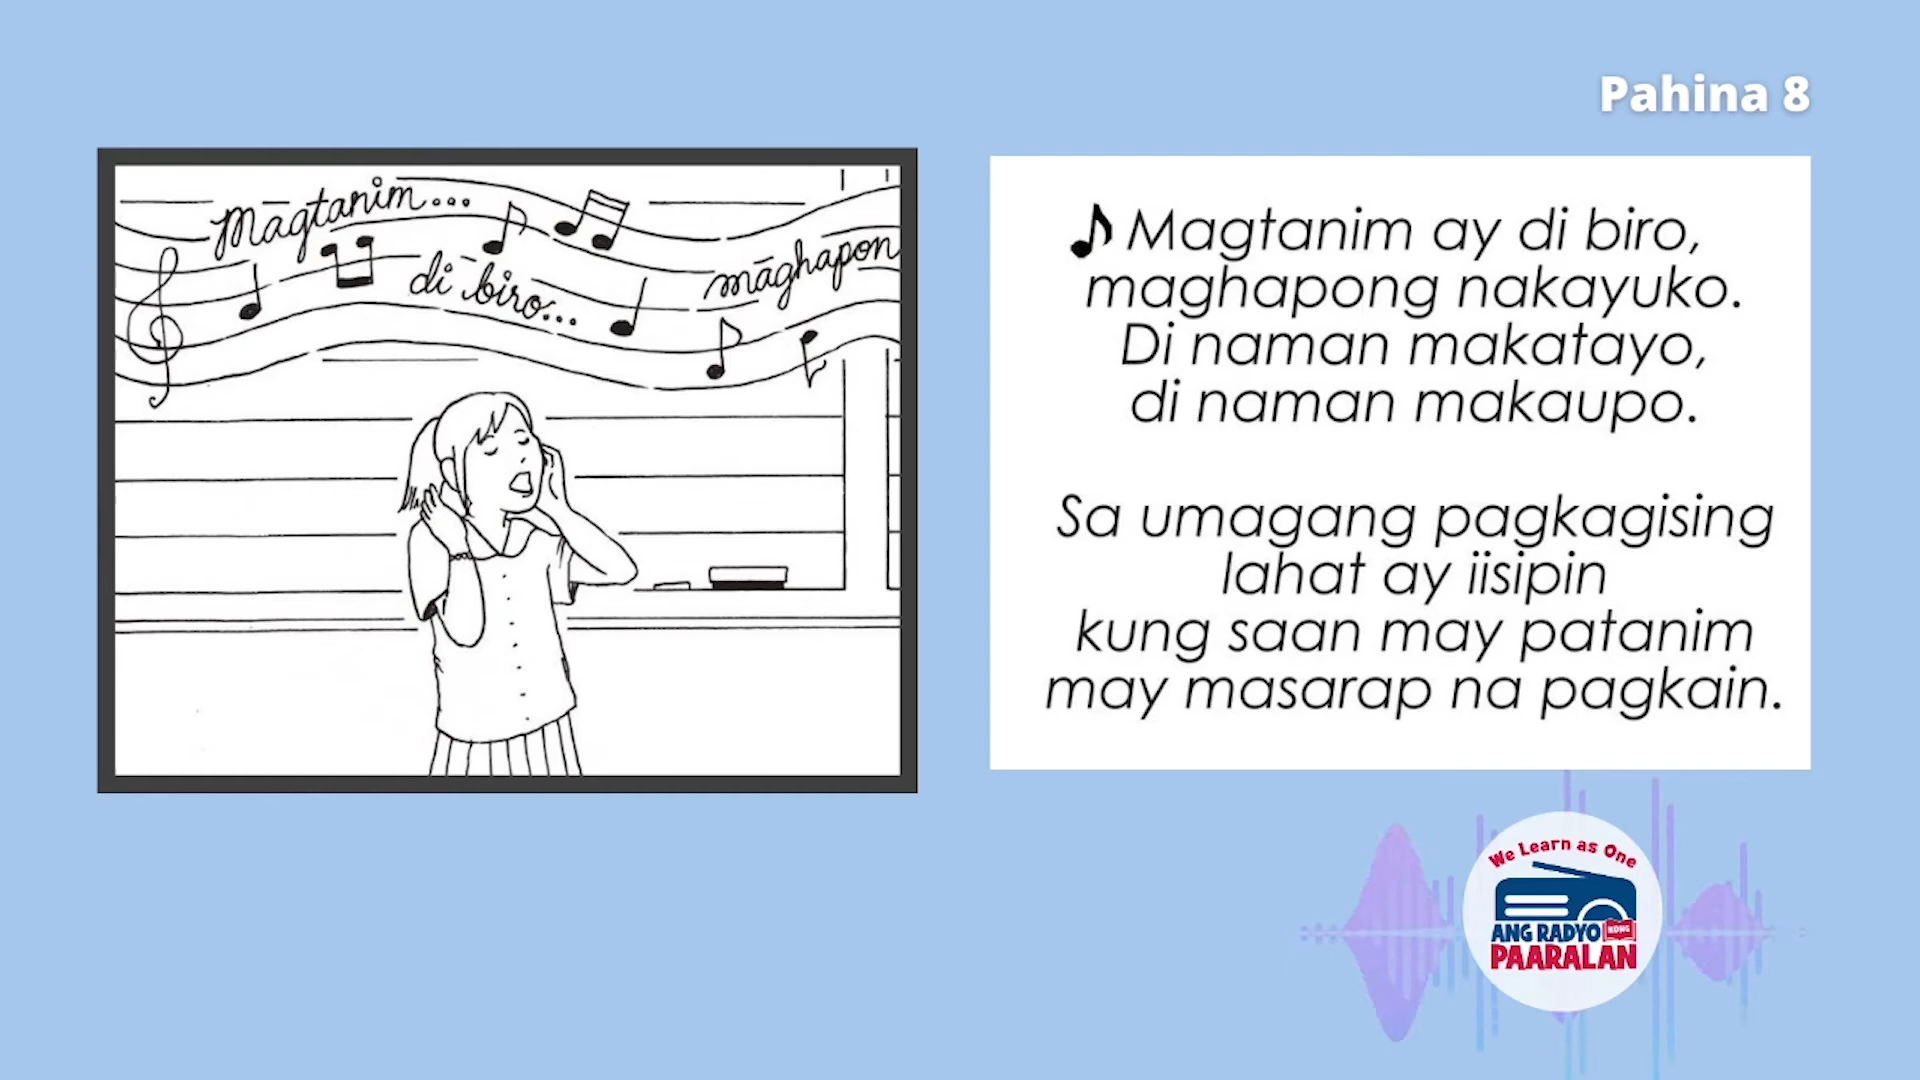 Pahina 8
Magtanim...
di biro...
maghapon
Magtanim ay di biro,
maghapong nakayuko.
Di naman makatayo,
di naman makaupo.
Sa umagang pagkagising
lahat ay iisipin
kung saan may patanim
may masarap na pagkain.
We Learn as One
ANG RADYO KONG
PAARALAN